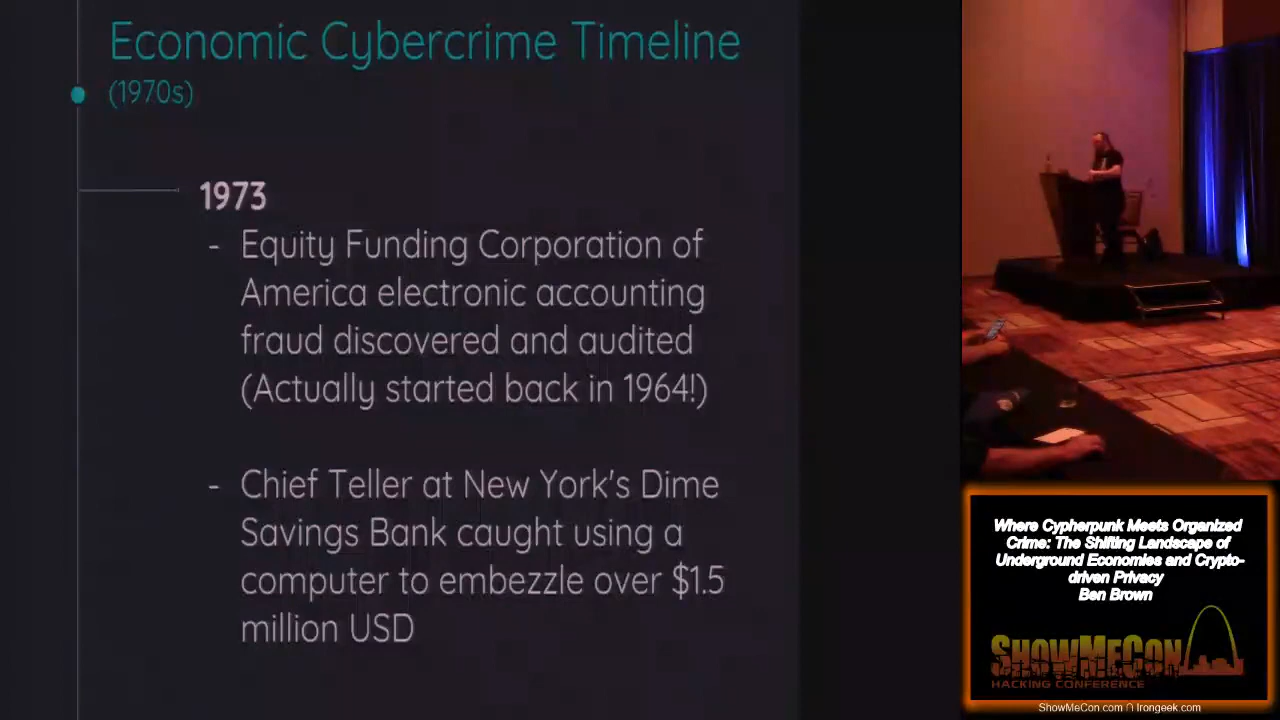 Economic Cybercrime Timeline
(1970s)
1973
- Equity Funding Corporation of
America electronic accounting
fraud discovered and audited
(Actually started back in 1964!)
- Chief Teller at New York's Dime
Savings Bank caught using a
computer to embezzle over $1.5
million USD
Where Cypherpunk Meets Organized
Crime: The Shifting Landscape of
Underground Economies and Crypto-
driven Privacy
Ben Brown
ShowMeCon
HACKING CONFERENCE
ShowMeCon.com ∩ Irongeek.com